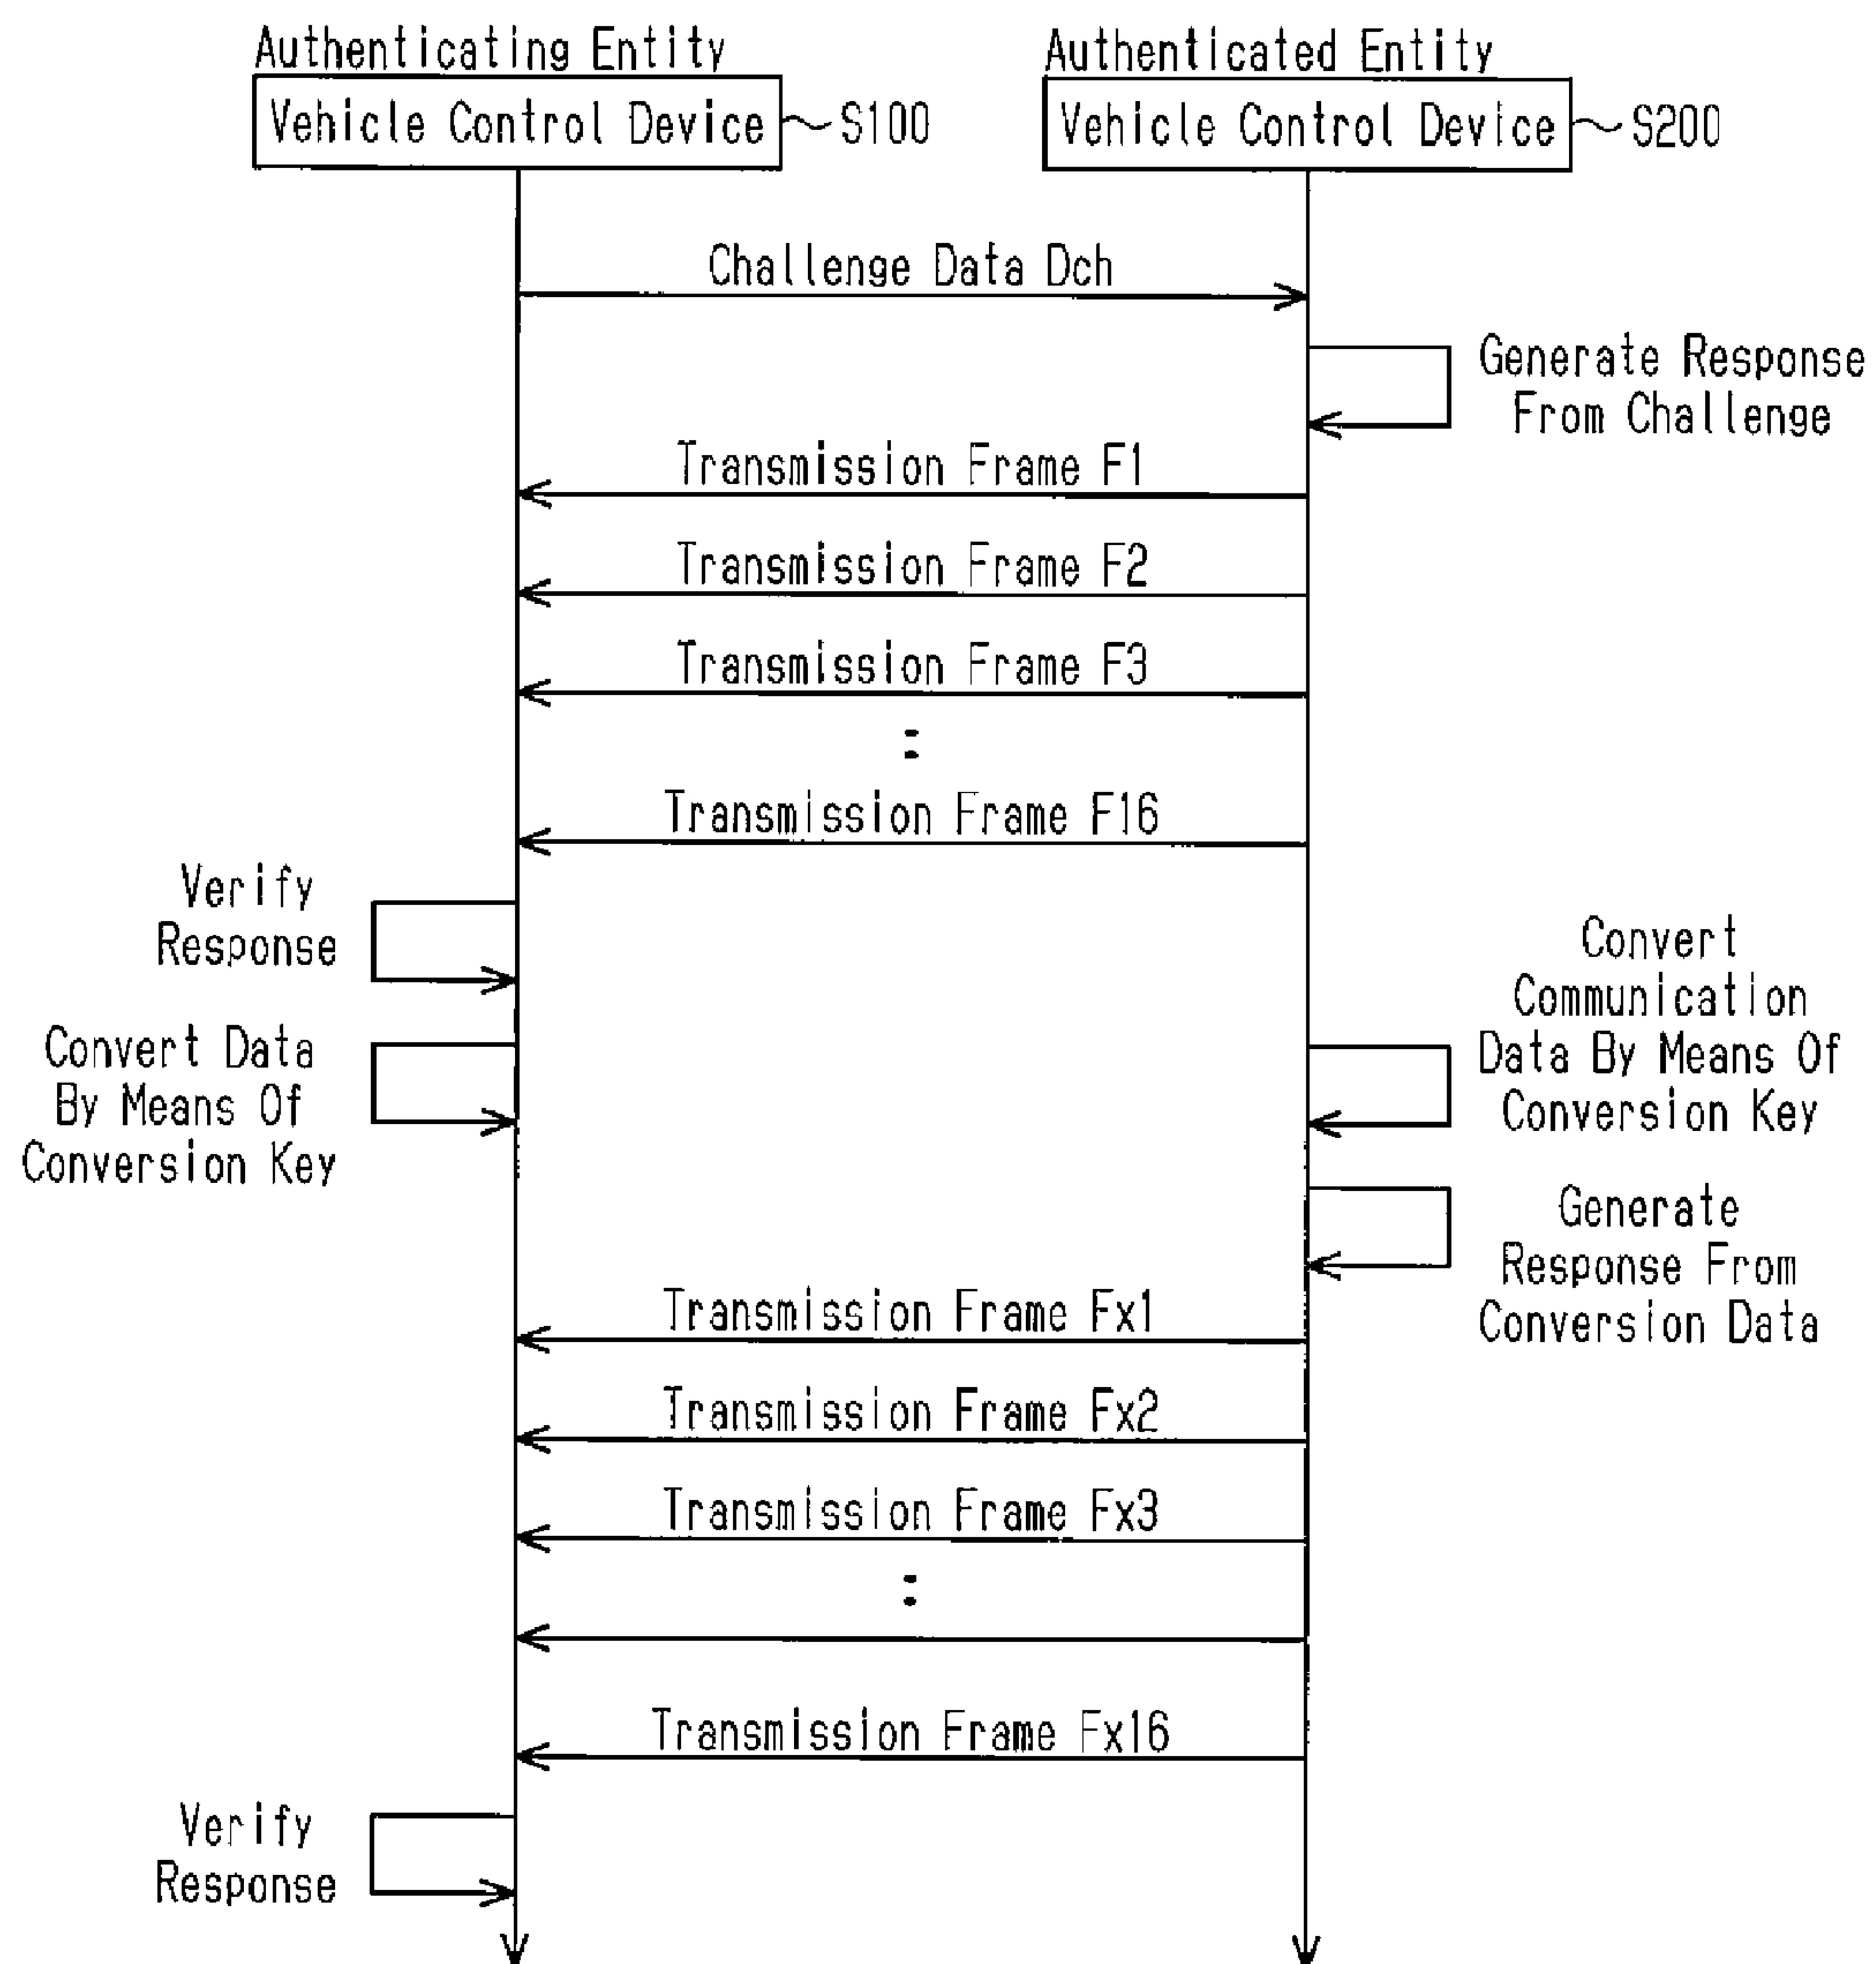 Authenticating Entity
Authenticated Entity
Vehicle Control Device
S100
Vehicle Control Device
S200
Challenge Data Dch
Generate Response
From Challenge
Transmission Frame F1
Transmission Frame F2
Transmission Frame F3
:
Transmission Frame F16
Verify
Response
Convert
Communication
Data By Means Of
Conversion Key
Convert Data
By Means Of
Conversion Key
Generate
Response From
Conversion Data
Transmission Frame Fx1
Transmission Frame Fx2
Transmission Frame Fx3
:
Transmission Frame Fx16
Verify
Response